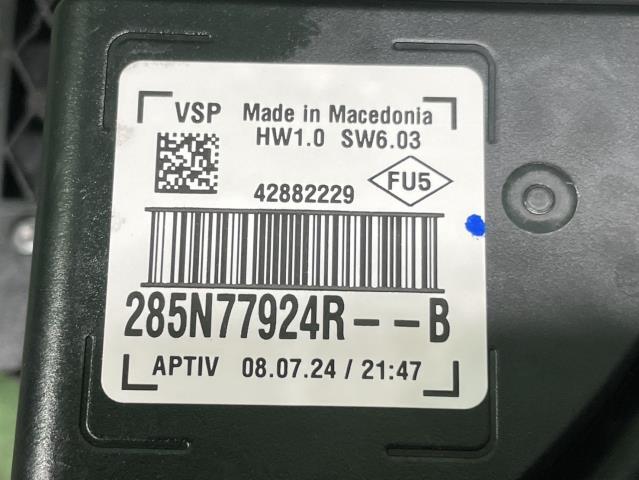 VSP Made in Macedonia
HW1.0 SW6.03
FU5
42882229
285N77924R--B
APTIV 08.07.24 / 21:47